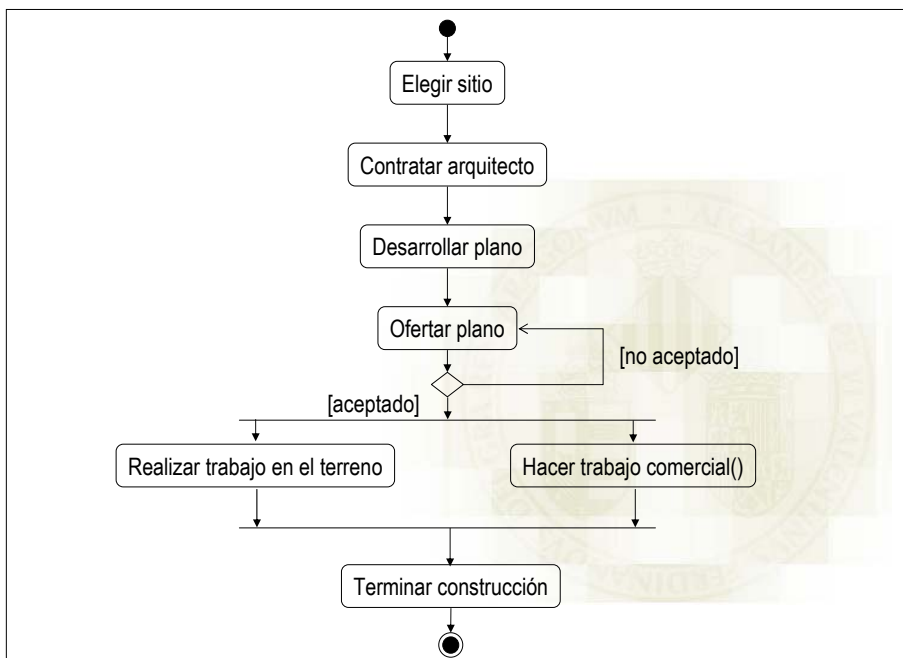 Elegir sitio
Contratar arquitecto
Desarrollar plano
Ofertar plano
[no aceptado]
[aceptado]
Realizar trabajo en el terreno
Hacer trabajo comercial()
Terminar construcción